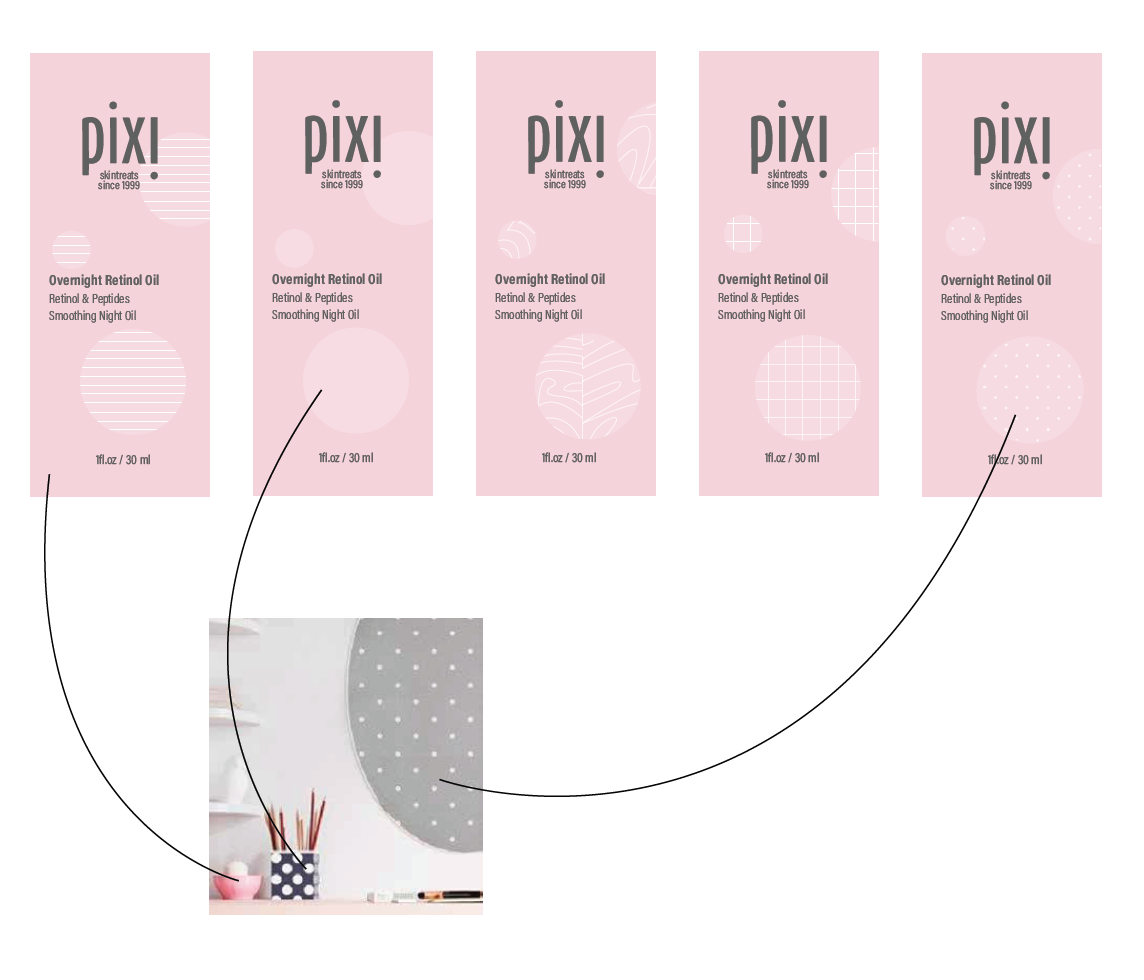 pixi
skintreats
since 1999
Overnight Retinol Oil
Retinol & Peptides
Smoothing Night Oil
1fl.oz / 30 ml
pixi
skintreats
since 1999
Overnight Retinol Oil
Retinol & Peptides
Smoothing Night Oil
1fl.oz / 30 ml
pixi
skintreats
since 1999
Overnight Retinol Oil
Retinol & Peptides
Smoothing Night Oil
1fl.oz / 30 ml
pixi
skintreats
since 1999
Overnight Retinol Oil
Retinol & Peptides
Smoothing Night Oil
1fl.oz / 30 ml
pixi
skintreats
since 1999
Overnight Retinol Oil
Retinol & Peptides
Smoothing Night Oil
1fl.oz / 30 ml